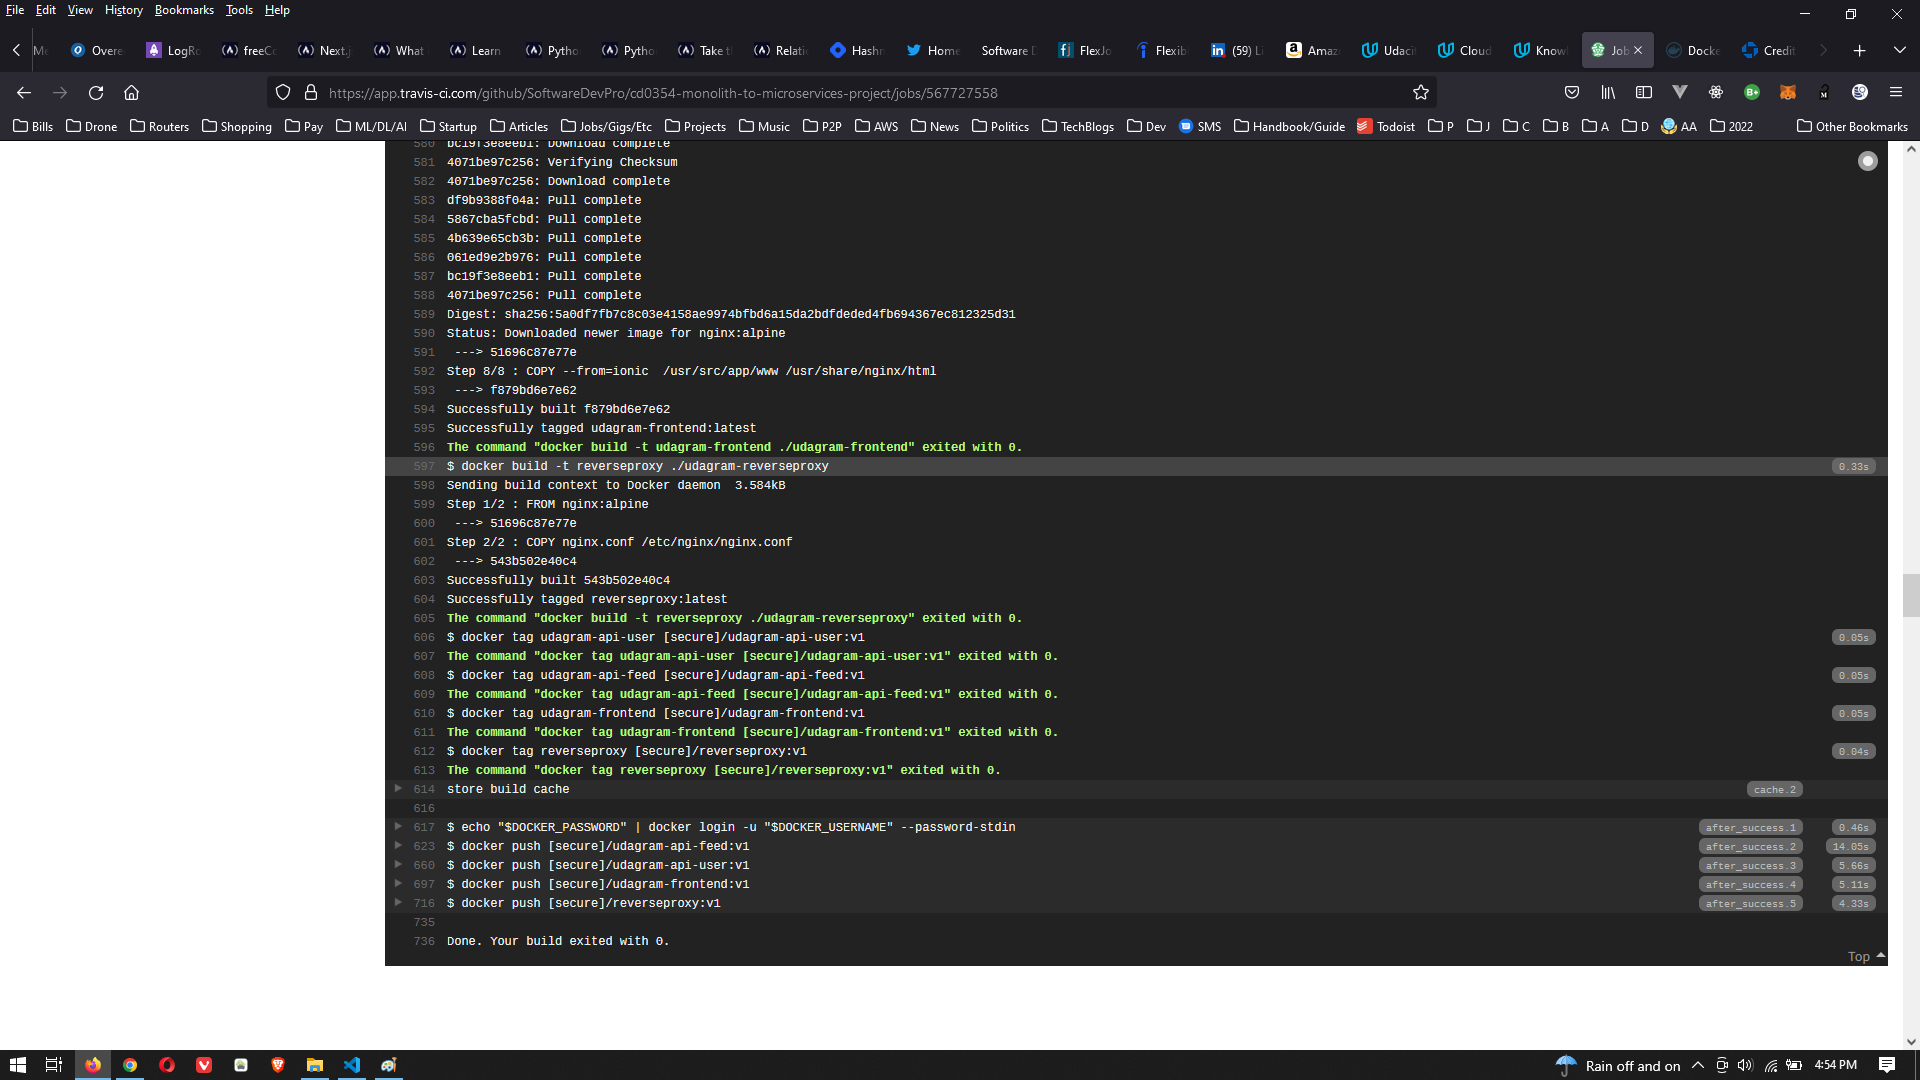 File Edit View History Bookmarks Tools Help
Overe LogRo freeCo Next.j What Learn Pytho Pytho Take t Relati Hashn Home Software D FlexJo Flexib (59) Li Amazo Udaci Cloud Know Job Docke Credit
https://app.travis-ci.com/github/SoftwareDevPro/cd0354-monolith-to-microservices-project/jobs/567727558
Bills Drone Routers Shopping Pay ML/DL/AI Startup Articles Jobs/Gigs/Etc Projects Music P2P AWS News Politics TechBlogs Dev SMS Handbook/Guide Todoist P J C B A D AA 2022 Other Bookmarks
580 bc19f3e8eeb1: Download complete
581 4071be97c256: Verifying Checksum
582 4071be97c256: Download complete
583 df9b9388f04a: Pull complete
584 5867cba5fcbd: Pull complete
585 4b639e65cb3b: Pull complete
586 061ed9e2b976: Pull complete
587 bc19f3e8eeb1: Pull complete
588 4071be97c256: Pull complete
589 Digest: sha256:5a0df7fb7c8c03e4158ae9974bfbd6a15da2bdfdeded4fb694367ec812325d31
590 Status: Downloaded newer image for nginx:alpine
591 ---> 51696c87e77e
592 Step 8/8 : COPY --from=ionic  /usr/src/app/www /usr/share/nginx/html
593 ---> f879bd6e7e62
594 Successfully built f879bd6e7e62
595 Successfully tagged udagram-frontend:latest
596 The command "docker build -t udagram-frontend ./udagram-frontend" exited with 0.
597 $ docker build -t reverseproxy ./udagram-reverseproxy 0.33s
598 Sending build context to Docker daemon  3.584kB
599 Step 1/2 : FROM nginx:alpine
600 ---> 51696c87e77e
601 Step 2/2 : COPY nginx.conf /etc/nginx/nginx.conf
602 ---> 543b502e40c4
603 Successfully built 543b502e40c4
604 Successfully tagged reverseproxy:latest
605 The command "docker build -t reverseproxy ./udagram-reverseproxy" exited with 0.
606 $ docker tag udagram-api-user [secure]/udagram-api-user:v1 0.05s
607 The command "docker tag udagram-api-user [secure]/udagram-api-user:v1" exited with 0.
608 $ docker tag udagram-api-feed [secure]/udagram-api-feed:v1 0.05s
609 The command "docker tag udagram-api-feed [secure]/udagram-api-feed:v1" exited with 0.
610 $ docker tag udagram-frontend [secure]/udagram-frontend:v1 0.05s
611 The command "docker tag udagram-frontend [secure]/udagram-frontend:v1" exited with 0.
612 $ docker tag reverseproxy [secure]/reverseproxy:v1 0.04s
613 The command "docker tag reverseproxy [secure]/reverseproxy:v1" exited with 0.
614 store build cache cache.2
616
617 $ echo "$DOCKER_PASSWORD" | docker login -u "$DOCKER_USERNAME" --password-stdin after_success.1 0.46s
623 $ docker push [secure]/udagram-api-feed:v1 after_success.2 14.05s
660 $ docker push [secure]/udagram-api-user:v1 after_success.3 5.66s
697 $ docker push [secure]/udagram-frontend:v1 after_success.4 5.11s
716 $ docker push [secure]/reverseproxy:v1 after_success.5 4.33s
735
736 Done. Your build exited with 0.
Top
Rain off and on 4:54 PM